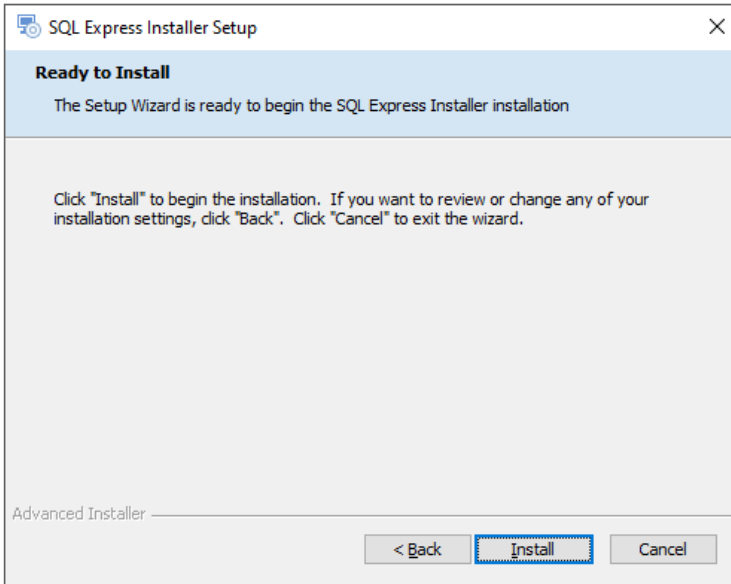 SQL Express Installer Setup
Ready to Install
The Setup Wizard is ready to begin the SQL Express Installer installation
Click "Install" to begin the installation.  If you want to review or change any of your
installation settings, click "Back".  Click "Cancel" to exit the wizard.
Advanced Installer
< Back
Install
Cancel